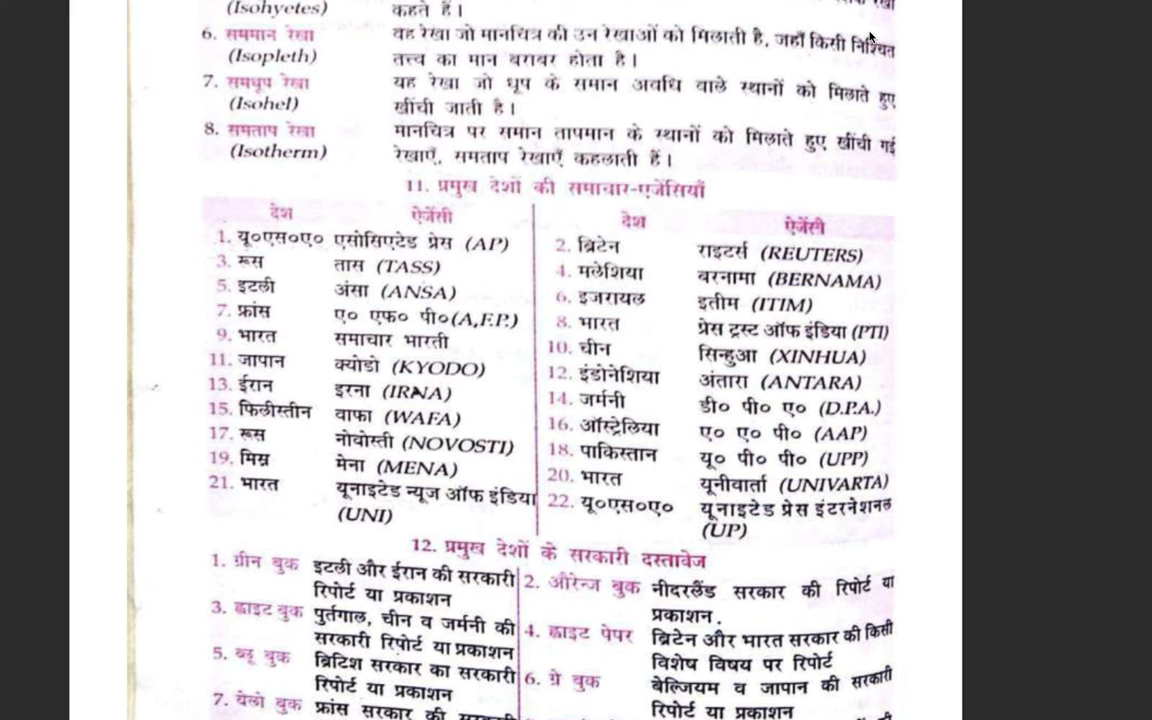 (Isohyetes) कहते हैं।
6. सममान रेखा वह रेखा जो मानचित्र की उन रेखाओं को मिलाती है, जहाँ किसी निश्चित
(Isopleth) तत्त्व का मान बराबर होता है।
7. समधूप रेखा यह रेखा जो धूप के समान अवधि वाले स्थानों को मिलाते हुए
(Isohel) खींची जाती है।
8. समताप रेखा मानचित्र पर समान तापमान के स्थानों को मिलाते हुए खींची गई
(Isotherm) रेखाएँ, समताप रेखाएँ कहलाती हैं।
11. प्रमुख देशों की समाचार-एजेंसियाँ
देश ऐजेंसी देश ऐजेंसी
1. यू०एस०ए० एसोसिएटेड प्रेस (AP) 2. ब्रिटेन राइटर्स (REUTERS)
3. रूस तास (TASS) 4. मलेशिया बरनामा (BERNAMA)
5. इटली अंसा (ANSA) 6. इजरायल इतीम (ITIM)
7. फ्रांस ए० एफ० पी०(A,F.P.) 8. भारत प्रेस ट्रस्ट ऑफ इंडिया (PTI)
9. भारत समाचार भारती 10. चीन सिन्हुआ (XINHUA)
11. जापान क्योडो (KYODO) 12. इंडोनेशिया अंतारा (ANTARA)
13. ईरान इरना (IRNA) 14. जर्मनी डी० पी० ए० (D.P.A.)
15. फिलीस्तीन वाफा (WAFA) 16. ऑस्ट्रेलिया ए० ए० पी० (AAP)
17. रूस नोवोस्ती (NOVOSTI) 18. पाकिस्तान यू० पी० पी० (UPP)
19. मिस्र मेना (MENA) 20. भारत यूनीवार्ता (UNIVARTA)
21. भारत यूनाइटेड न्यूज ऑफ इंडिया 22. यू०एस०ए० यूनाइटेड प्रेस इंटरनेशनल
(UNI) (UP)
12. प्रमुख देशों के सरकारी दस्तावेज
1. ग्रीन बुक इटली और ईरान की सरकारी 2. औरेन्ज बुक नीदरलैंड सरकार की रिपोर्ट या
रिपोर्ट या प्रकाशन प्रकाशन.
3. ह्वाइट बुक पुर्तगाल, चीन व जर्मनी की 4. ह्वाइट पेपर ब्रिटेन और भारत सरकार की किसी
सरकारी रिपोर्ट या प्रकाशन विशेष विषय पर रिपोर्ट
5. ब्लू बुक ब्रिटिश सरकार का सरकारी 6. ग्रे बुक बेल्जियम व जापान की सरकारी
रिपोर्ट या प्रकाशन रिपोर्ट या प्रकाशन
7. येलो बुक फ्रांस सरकार की सरकारी